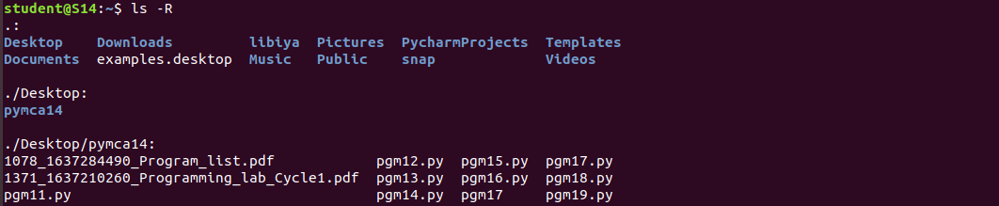 student@S14:~$ ls -R
.:
Desktop    Downloads         libiya  Pictures  PycharmProjects  Templates
Documents  examples.desktop  Music   Public    snap             Videos

./Desktop:
pymca14

./Desktop/pymca14:
1078_1637284490_Program_list.pdf            pgm12.py  pgm15.py  pgm17.py
1371_1637210260_Programming_lab_Cycle1.pdf  pgm13.py  pgm16.py  pgm18.py
pgm11.py                                    pgm14.py  pgm17     pgm19.py